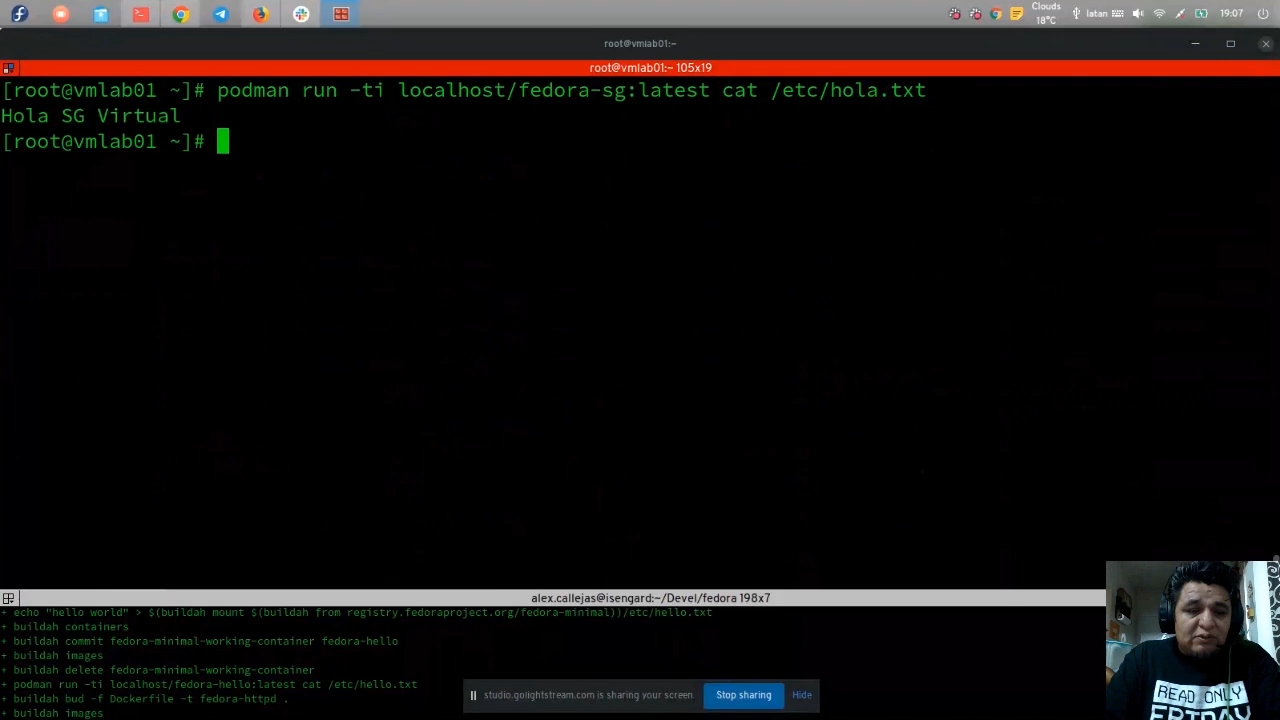 Clouds
18°C
latan
19:07
root@vmlab01:~
root@vmlab01:~ 105x19
[root@vmlab01 ~]# podman run -ti localhost/fedora-sg:latest cat /etc/hola.txt
Hola SG Virtual
[root@vmlab01 ~]#
alex.callejas@isengard:~/Devel/fedora 198x7
+ echo "hello world" > $(buildah mount $(buildah from registry.fedoraproject.org/fedora-minimal))/etc/hello.txt
+ buildah containers
+ buildah commit fedora-minimal-working-container fedora-hello
+ buildah images
+ buildah delete fedora-minimal-working-container
+ podman run -ti localhost/fedora-hello:latest cat /etc/hello.txt
+ buildah bud -f Dockerfile -t fedora-httpd .
+ buildah images
studio.golightstream.com is sharing your screen.
Stop sharing
Hide
READ ONLY